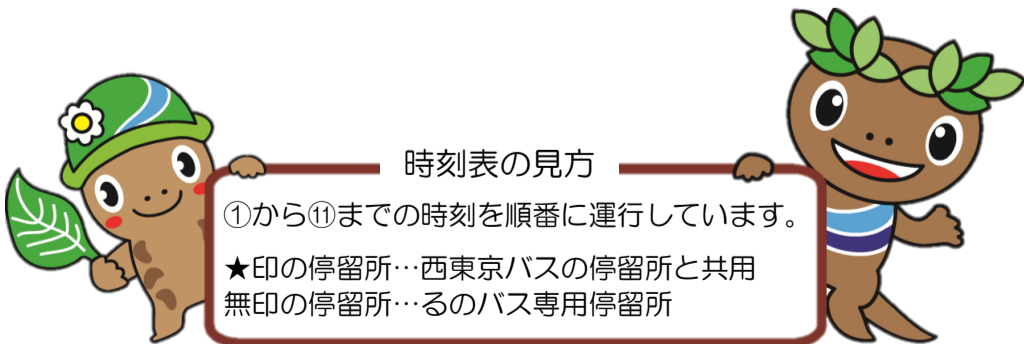 時刻表の見方
①から⑪までの時刻を順番に運行しています。
★印の停留所…西東京バスの停留所と共用
無印の停留所…るのバス専用停留所